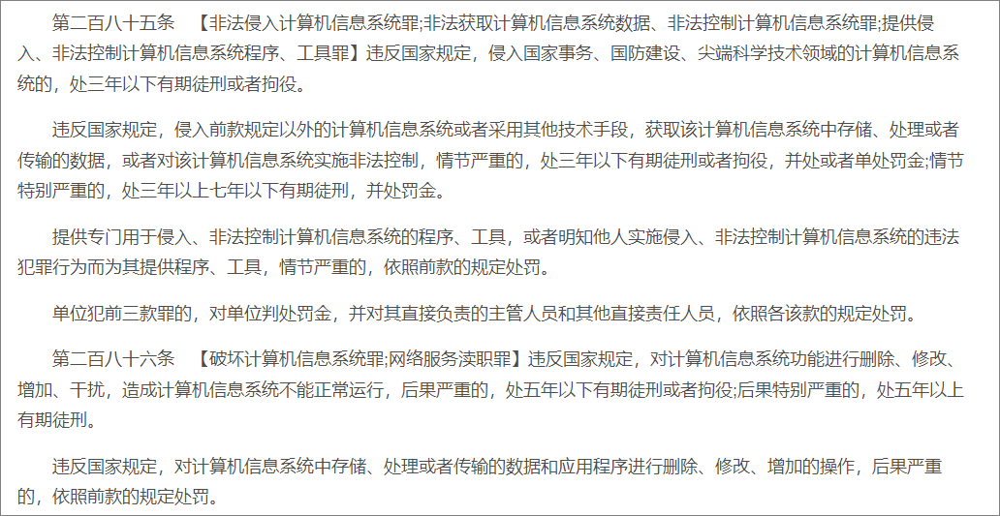 第二百八十五条　【非法侵入计算机信息系统罪;非法获取计算机信息系统数据、非法控制计算机信息系统罪;提供侵
入、非法控制计算机信息系统程序、工具罪】违反国家规定，侵入国家事务、国防建设、尖端科学技术领域的计算机信息系
统的，处三年以下有期徒刑或者拘役。
违反国家规定，侵入前款规定以外的计算机信息系统或者采用其他技术手段，获取该计算机信息系统中存储、处理或者
传输的数据，或者对该计算机信息系统实施非法控制，情节严重的，处三年以下有期徒刑或者拘役，并处或者单处罚金;情节
特别严重的，处三年以上七年以下有期徒刑，并处罚金。
提供专门用于侵入、非法控制计算机信息系统的程序、工具，或者明知他人实施侵入、非法控制计算机信息系统的违法
犯罪行为而为其提供程序、工具，情节严重的，依照前款的规定处罚。
单位犯前三款罪的，对单位判处罚金，并对其直接负责的主管人员和其他直接责任人员，依照各该款的规定处罚。
第二百八十六条　【破坏计算机信息系统罪;网络服务渎职罪】违反国家规定，对计算机信息系统功能进行删除、修改、
增加、干扰，造成计算机信息系统不能正常运行，后果严重的，处五年以下有期徒刑或者拘役;后果特别严重的，处五年以上
有期徒刑。
违反国家规定，对计算机信息系统中存储、处理或者传输的数据和应用程序进行删除、修改、增加的操作，后果严重
的，依照前款的规定处罚。